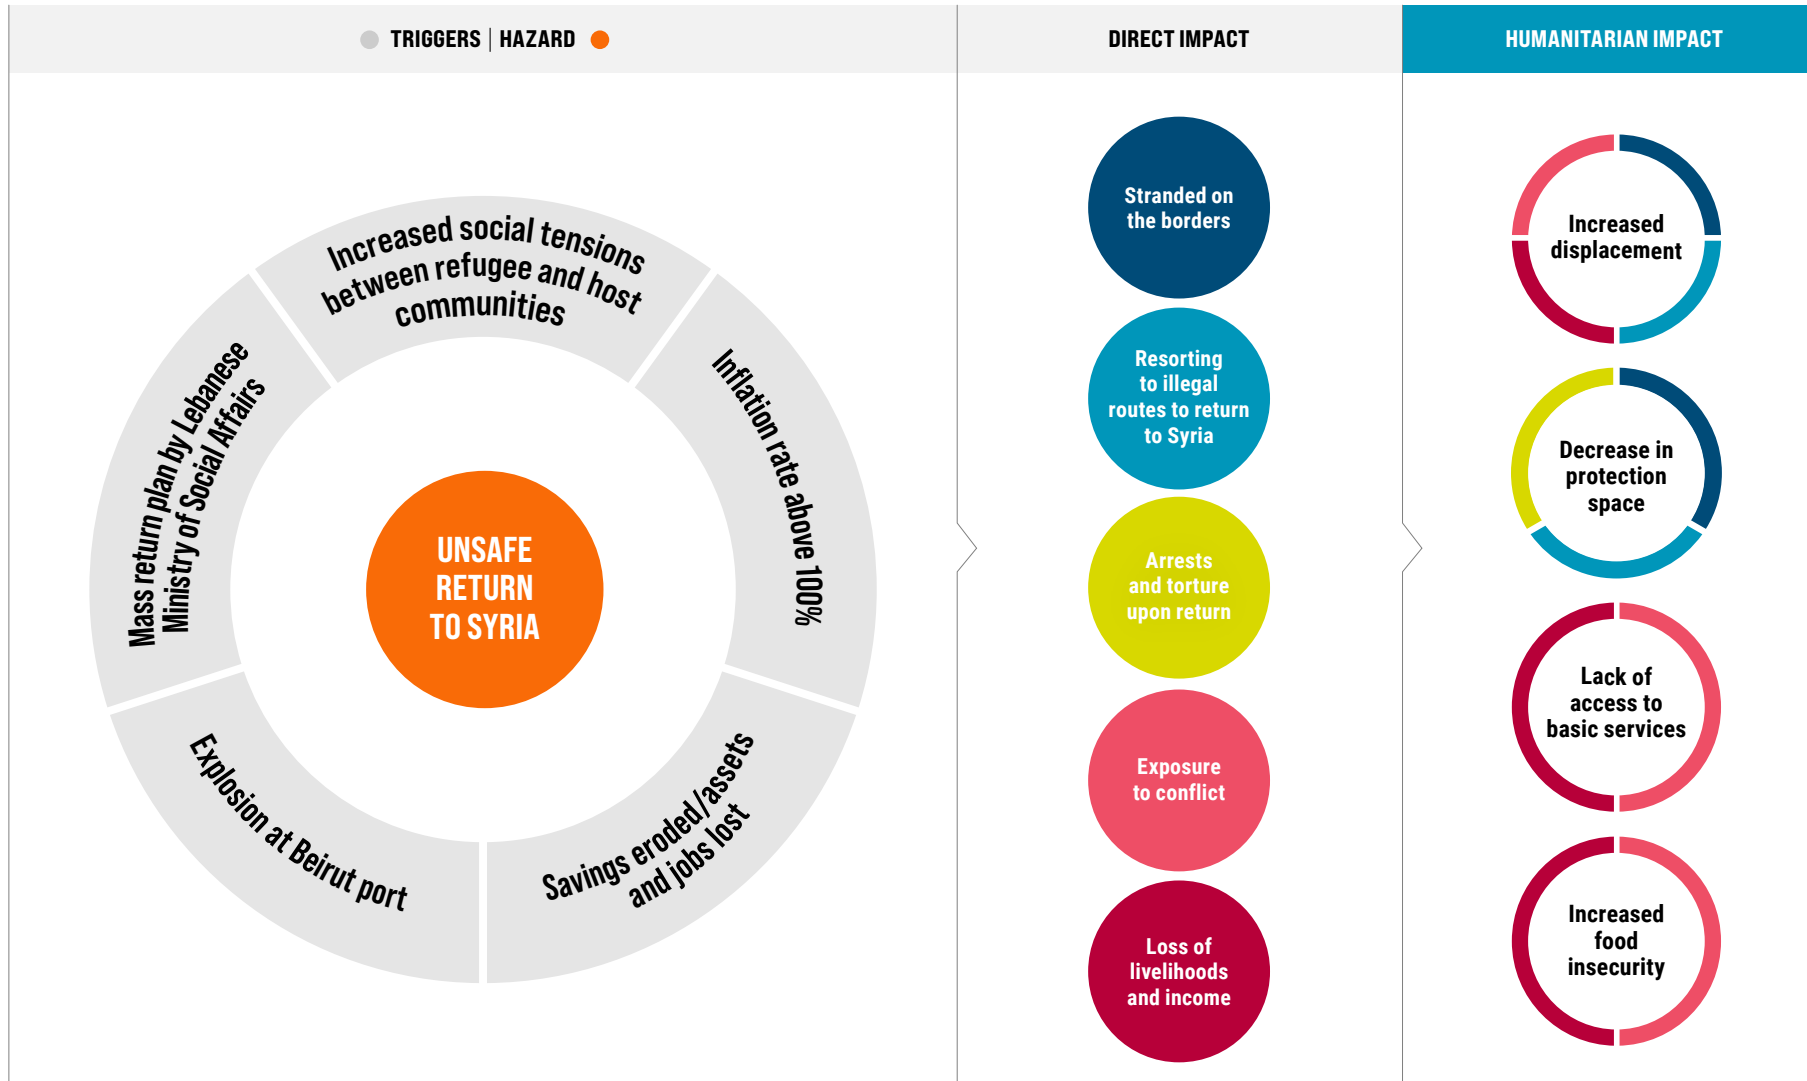 TRIGGERS | HAZARD
DIRECT IMPACT
HUMANITARIAN IMPACT
Increased social tensions
between refugee and host
communities
Inflation rate above 100%
Savings eroded/assets
and jobs lost
Explosion at Beirut port
Mass return plan by Lebanese
Ministry of Social Affairs
UNSAFE
RETURN
TO SYRIA
Stranded on
the borders
Resorting
to illegal
routes to return
to Syria
Arrests
and torture
upon return
Exposure
to conflict
Loss of
livelihoods
and income
Increased
displacement
Decrease in
protection
space
Lack of
access to
basic services
Increased
food
insecurity